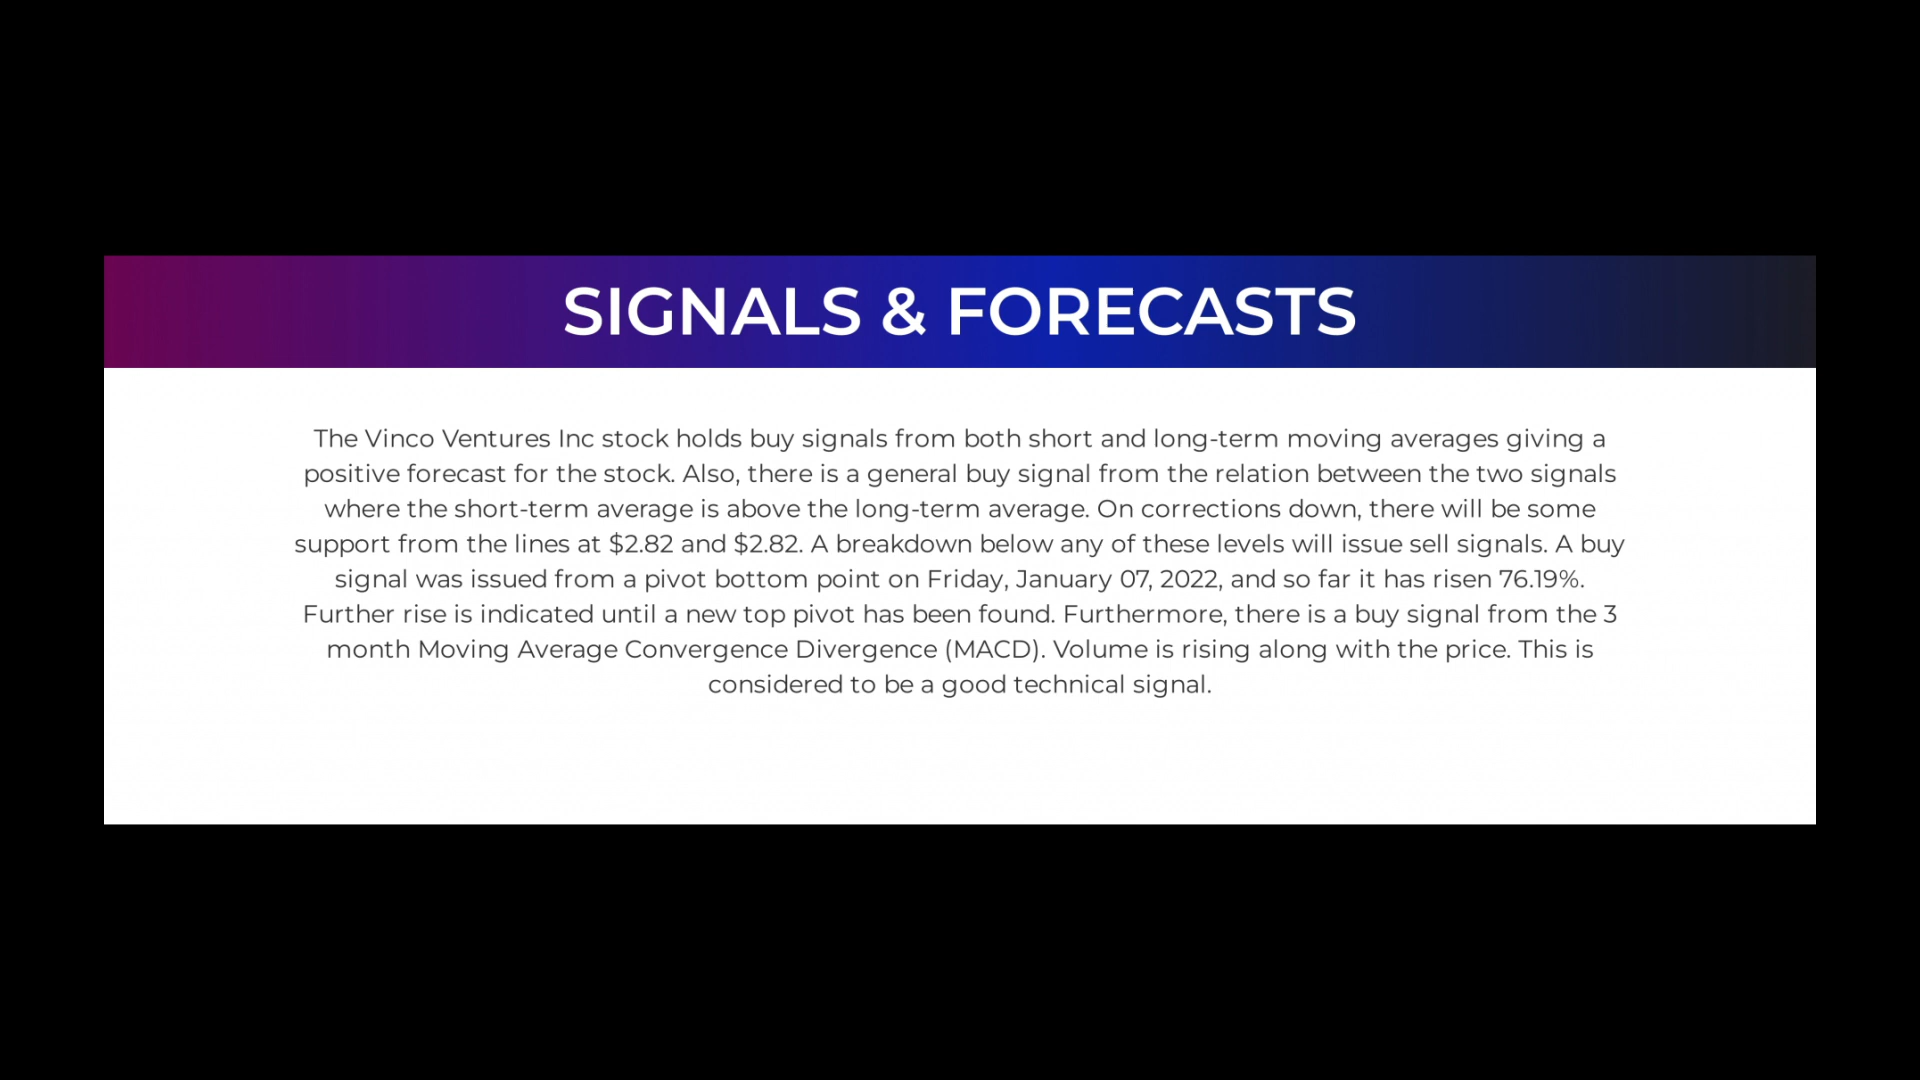 SIGNALS & FORECASTS
The Vinco Ventures Inc stock holds buy signals from both short and long-term moving averages giving a
positive forecast for the stock. Also, there is a general buy signal from the relation between the two signals
where the short-term average is above the long-term average. On corrections down, there will be some
support from the lines at $2.82 and $2.82. A breakdown below any of these levels will issue sell signals. A buy
signal was issued from a pivot bottom point on Friday, January 07, 2022, and so far it has risen 76.19%.
Further rise is indicated until a new top pivot has been found. Furthermore, there is a buy signal from the 3
month Moving Average Convergence Divergence (MACD). Volume is rising along with the price. This is
considered to be a good technical signal.